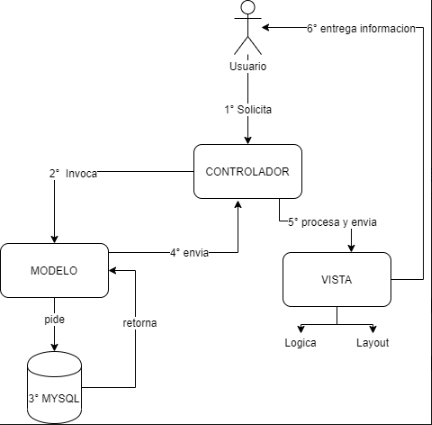 6° entrega informacion
Usuario
1° Solicita
CONTROLADOR
2° Invoca
5° procesa y envia
4° envia
MODELO
VISTA
pide
retorna
Logica
Layout
3° MYSQL